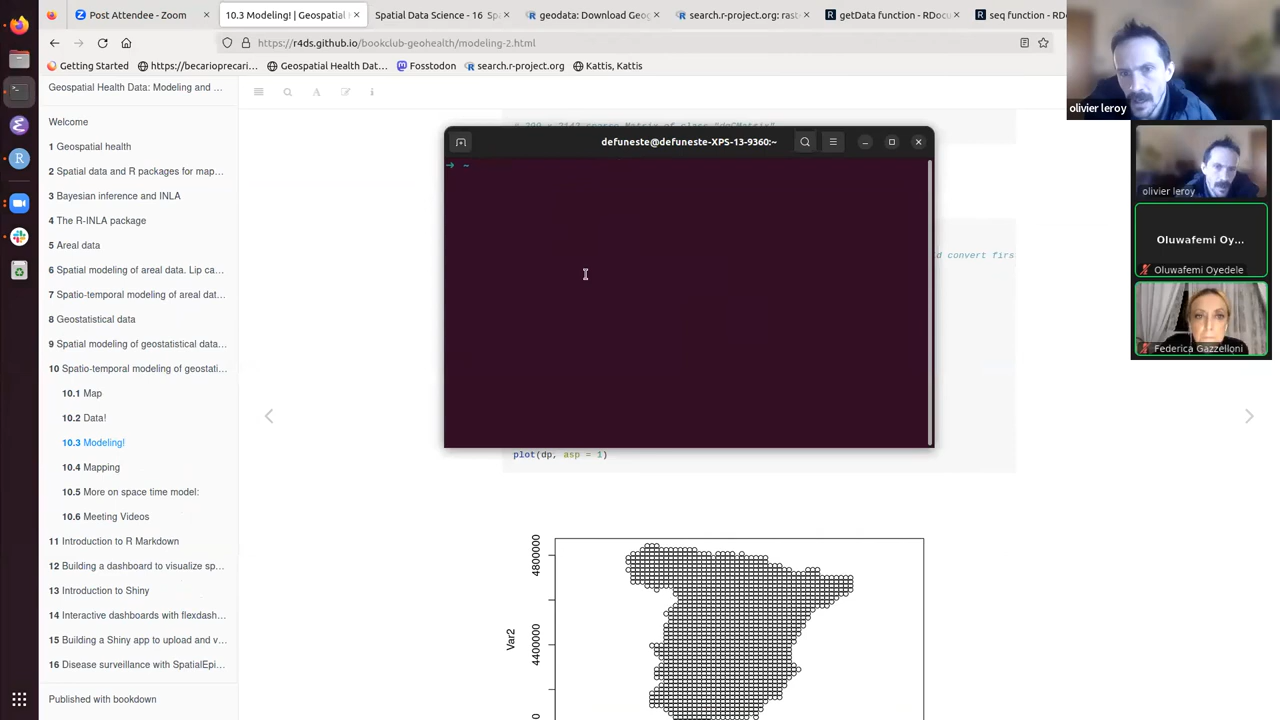 Post Attendee - Zoom
10.3 Modeling! | Geospatial
Spatial Data Science - 16 Sp
geodata: Download Geog
search.r-project.org: rast
getData function - RDocu
seq function - RDo
https://r4ds.github.io/bookclub-geohealth/modeling-2.html
Getting Started
https://becarioprecari...
Geospatial Health Dat...
Fosstodon
search.r-project.org
Kattis, Kattis
olivier leroy
Geospatial Health Data: Modeling and ...
Welcome
1 Geospatial health
2 Spatial data and R packages for map...
3 Bayesian inference and INLA
4 The R-INLA package
5 Areal data
6 Spatial modeling of areal data. Lip ca...
7 Spatio-temporal modeling of areal dat...
8 Geostatistical data
9 Spatial modeling of geostatistical data...
10 Spatio-temporal modeling of geostati...
10.1 Map
10.2 Data!
10.3 Modeling!
10.4 Mapping
10.5 More on space time model:
10.6 Meeting Videos
11 Introduction to R Markdown
12 Building a dashboard to visualize sp...
13 Introduction to Shiny
14 Interactive dashboards with flexdash...
15 Building a Shiny app to upload and v...
16 Disease surveillance with SpatialEpi...
Published with bookdown
defuneste@defuneste-XPS-13-9360:~
→ ~
d convert firs
plot(dp, asp = 1)
4800000
4400000
0
Var2
olivier leroy
Oluwafemi Oy...
Oluwafemi Oyedele
Federica Gazzelloni